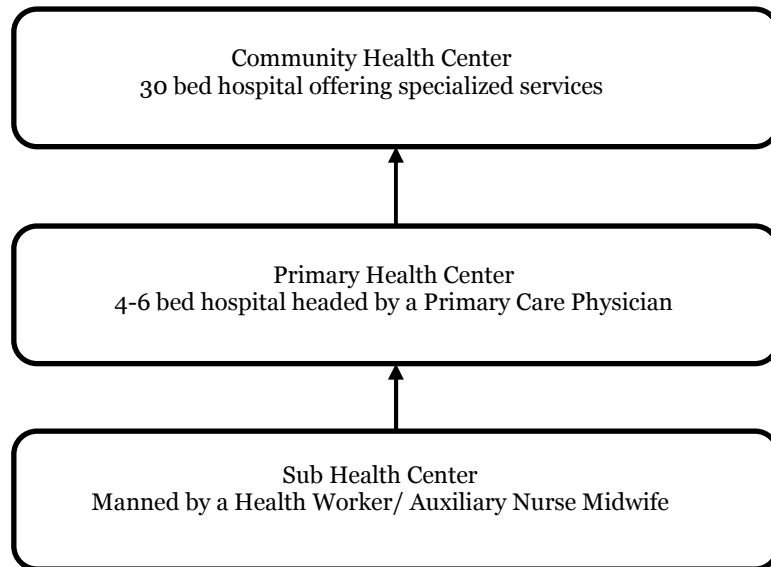 Community Health Center
30 bed hospital offering specialized services
Primary Health Center
4-6 bed hospital headed by a Primary Care Physician
Sub Health Center
Manned by a Health Worker/ Auxiliary Nurse Midwife